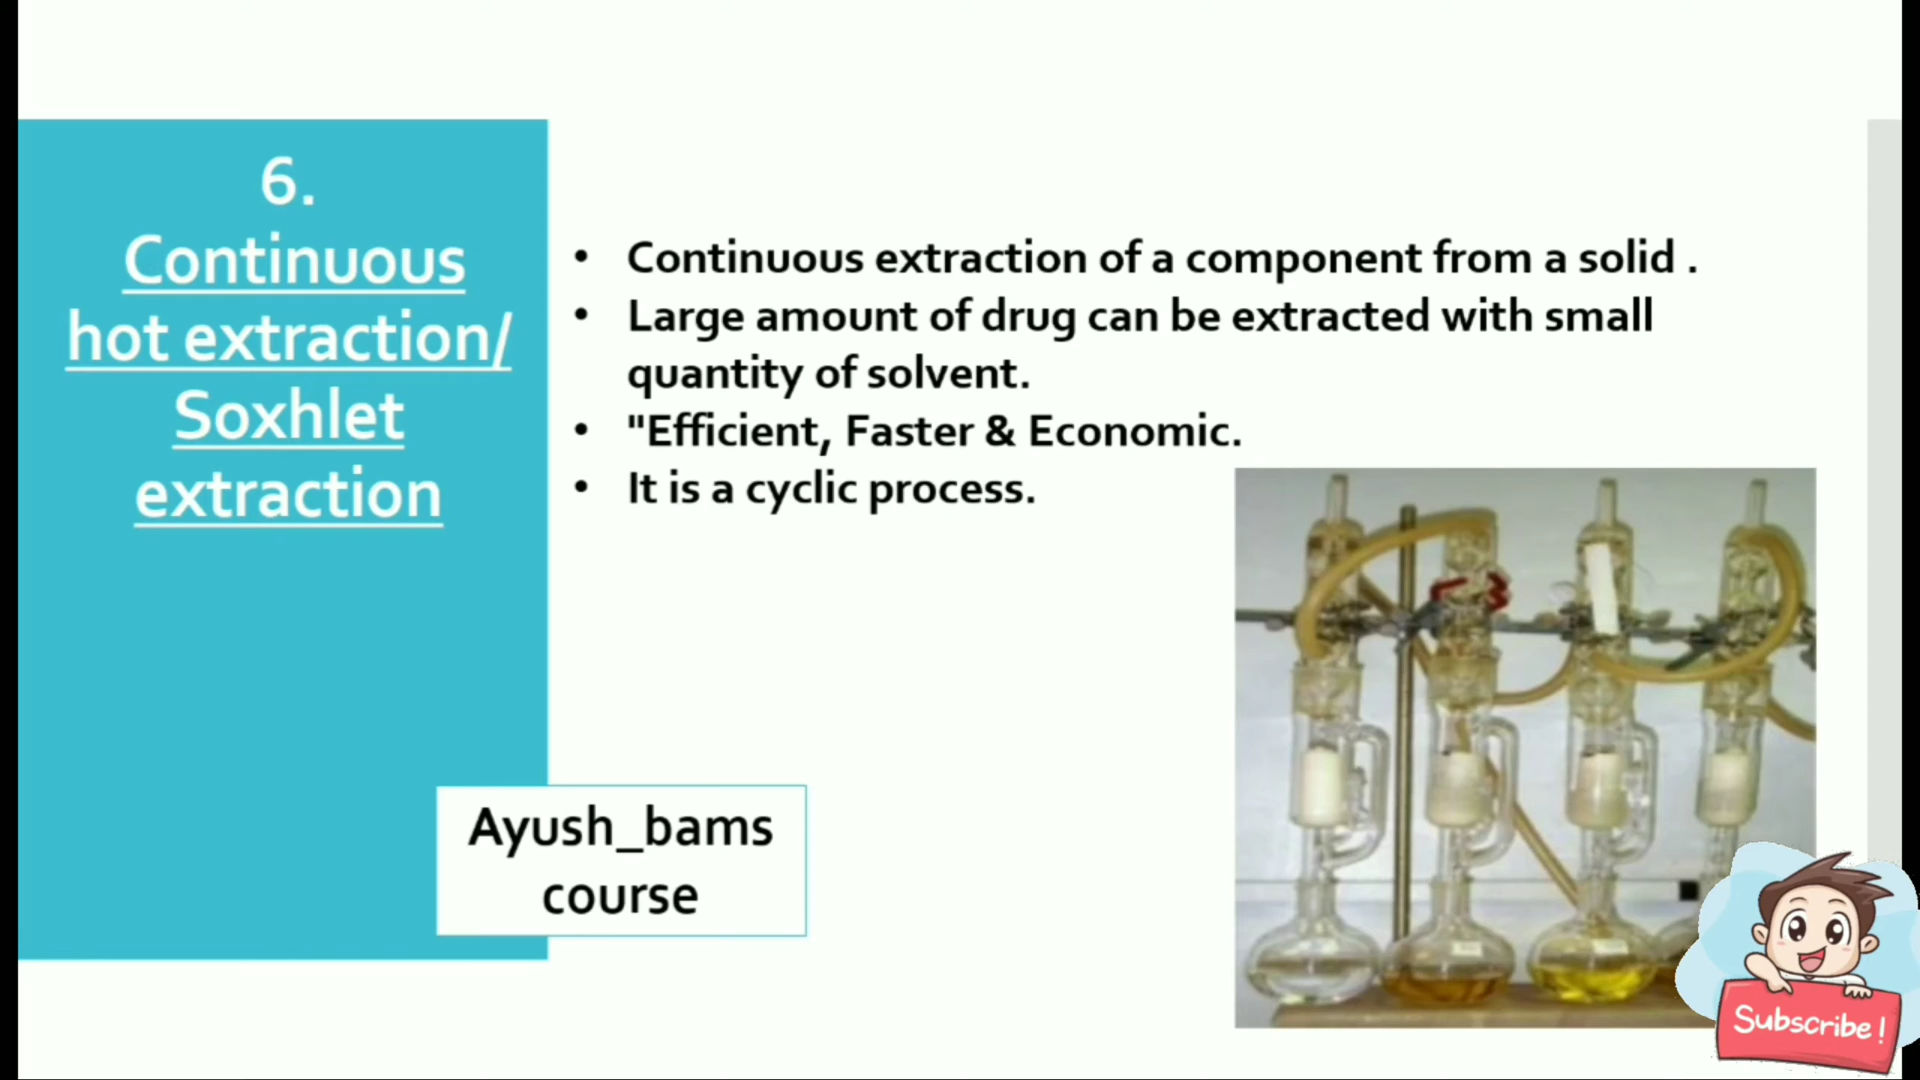 6.
Continuous
hot extraction/
Soxhlet
extraction
• Continuous extraction of a component from a solid .
• Large amount of drug can be extracted with small
quantity of solvent.
• "Efficient, Faster & Economic.
• It is a cyclic process.
Ayush_bams
course
Subscribe!